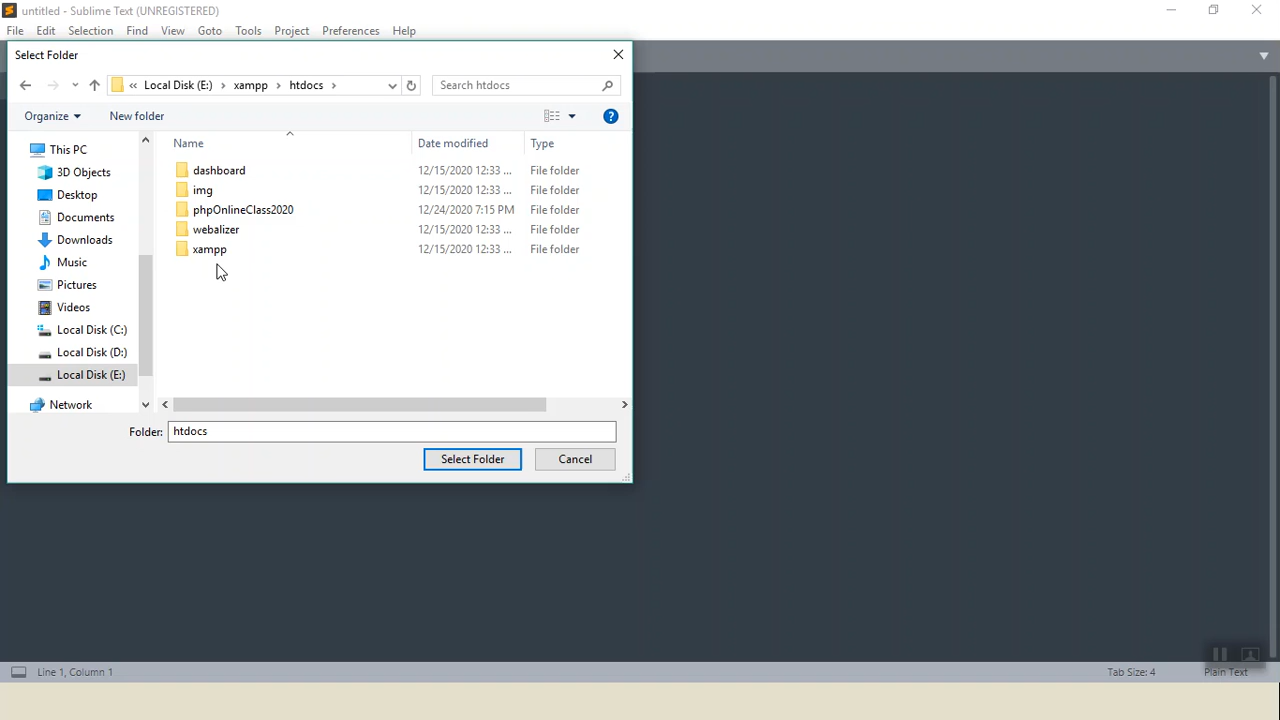 untitled - Sublime Text (UNREGISTERED)
File Edit Selection Find View Goto Tools Project Preferences Help
Select Folder
« Local Disk (E:) › xampp › htdocs ›
Search htdocs
Organize
New folder
Name
Date modified
Type
This PC
3D Objects
Desktop
Documents
Downloads
Music
Pictures
Videos
Local Disk (C:)
Local Disk (D:)
Local Disk (E:)
Network
dashboard 12/15/2020 12:33 ... File folder
img 12/15/2020 12:33 ... File folder
phpOnlineClass2020 12/24/2020 7:15 PM File folder
webalizer 12/15/2020 12:33 ... File folder
xampp 12/15/2020 12:33 ... File folder
Folder: htdocs
Select Folder
Cancel
Line 1, Column 1
Tab Size: 4
Plain Text